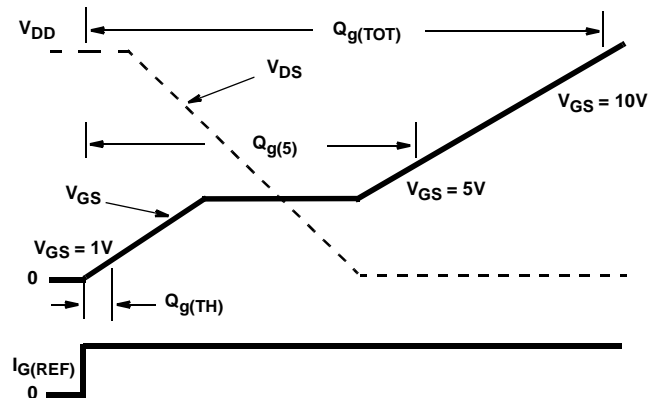 V_DD
Q_g(TOT)
V_DS
V_GS = 10V
Q_g(5)
V_GS
V_GS = 5V
V_GS = 1V
0
Q_g(TH)
I_G(REF)
0